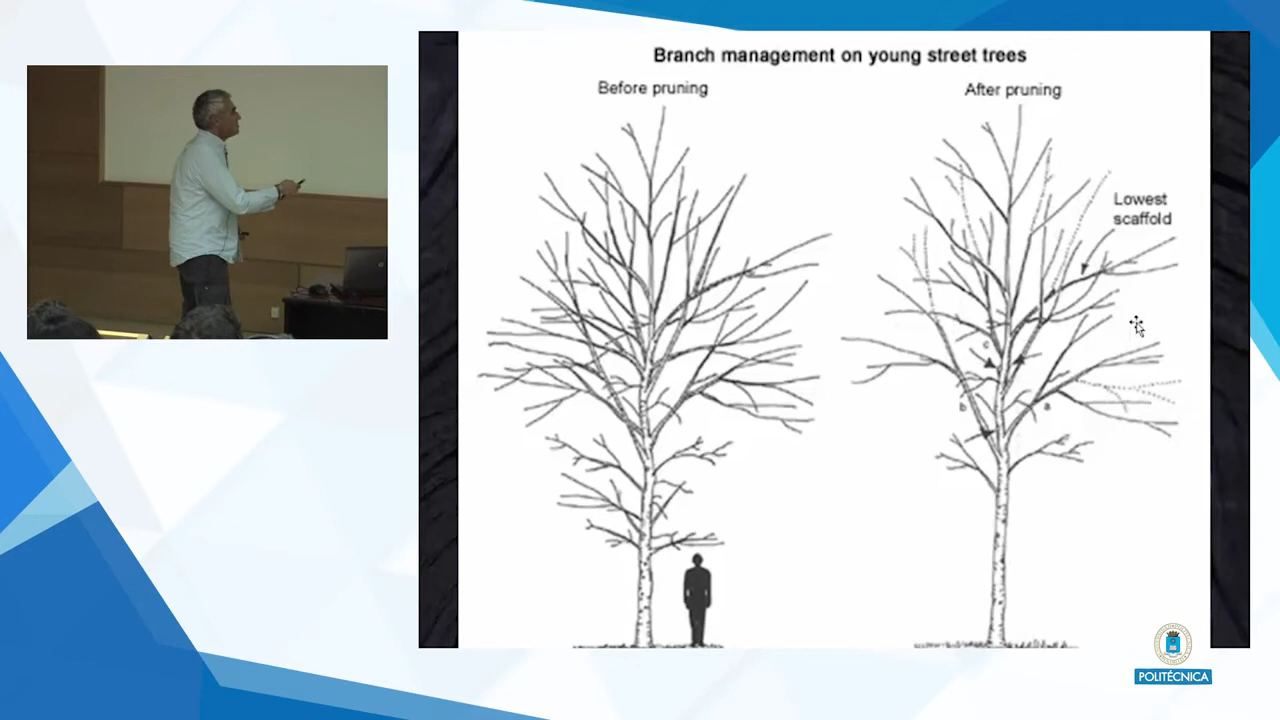 Branch management on young street trees
Before pruning
After pruning
Lowest
scaffold
c
b
a
POLITÉCNICA